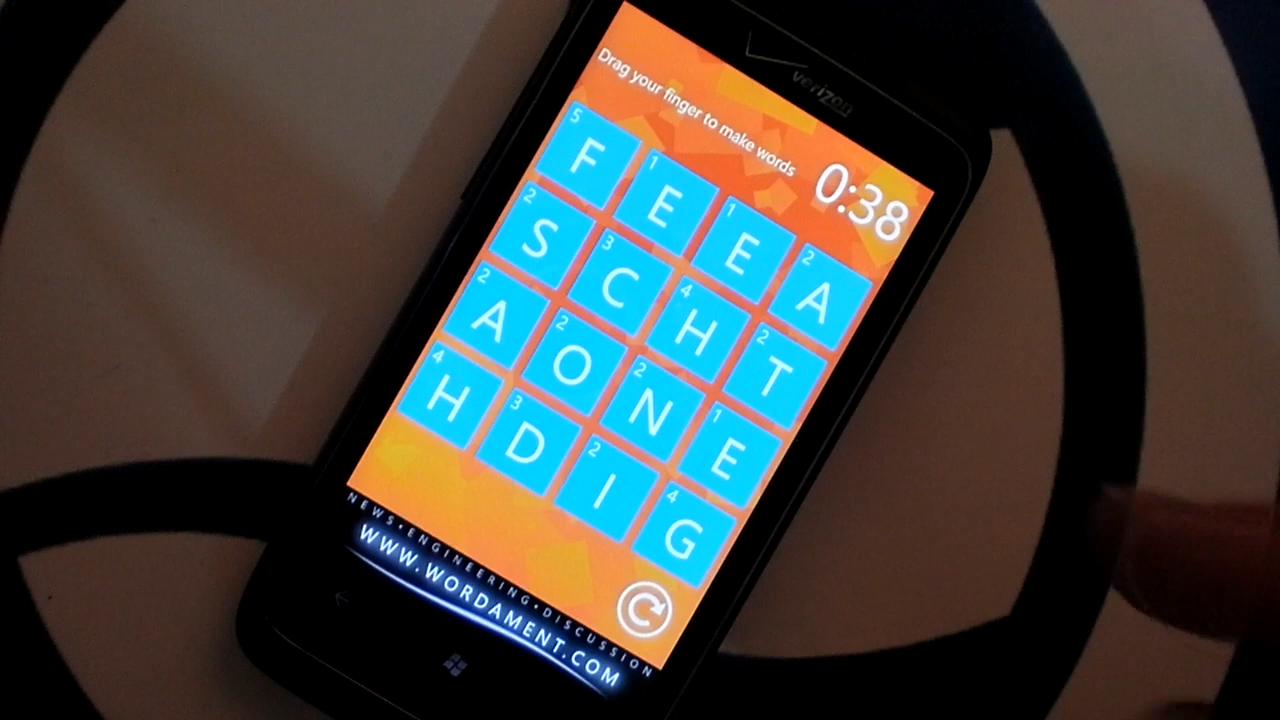 verizon
Drag your finger to make words
0:38
5 F 1 E 1 E 2 A
2 S 3 C 4 H 2 T
2 A 2 O 2 N 1 E
4 H 3 D 2 I 4 G
NEWS•ENGINEERING•DISCUSSION
WWW.WORDAMENT.COM